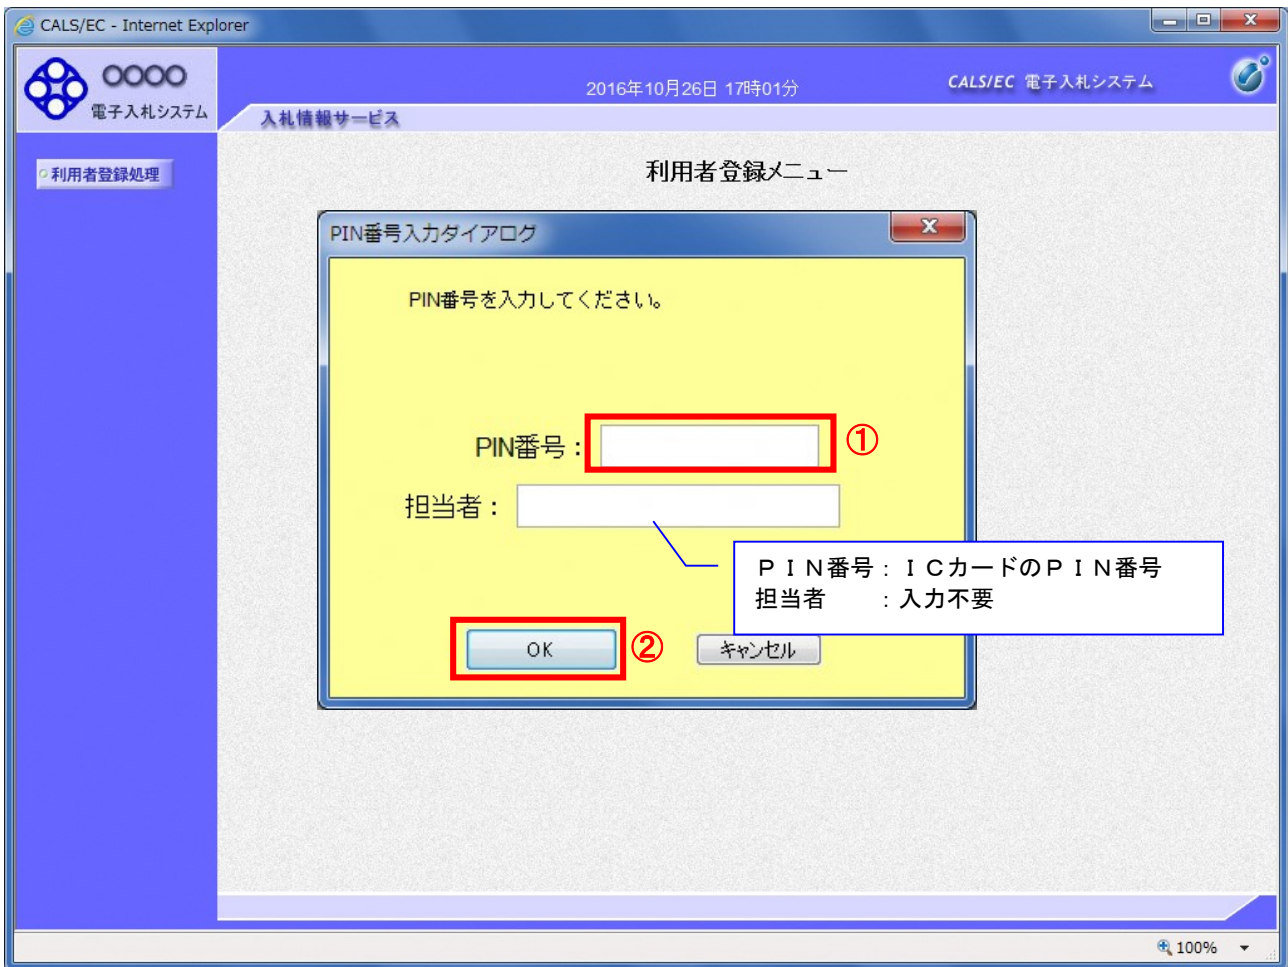 CALS/EC - Internet Explorer
○○○○
電子入札システム
2016年10月26日 17時01分
CALS/EC 電子入札システム
入札情報サービス
利用者登録処理
利用者登録メニュー
PIN番号入力ダイアログ
PIN番号を入力してください。
PIN番号：
①
担当者：
ＰＩＮ番号：ＩＣカードのＰＩＮ番号
担当者　　：入力不要
OK
②
キャンセル
100%